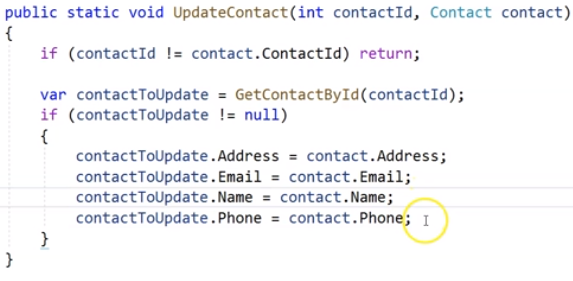 public static void UpdateContact(int contactId, Contact contact)
{
if (contactId != contact.ContactId) return;
var contactToUpdate = GetContactById(contactId);
if (contactToUpdate != null)
{
contactToUpdate.Address = contact.Address;
contactToUpdate.Email = contact.Email;
contactToUpdate.Name = contact.Name;
contactToUpdate.Phone = contact.Phone;
}
}